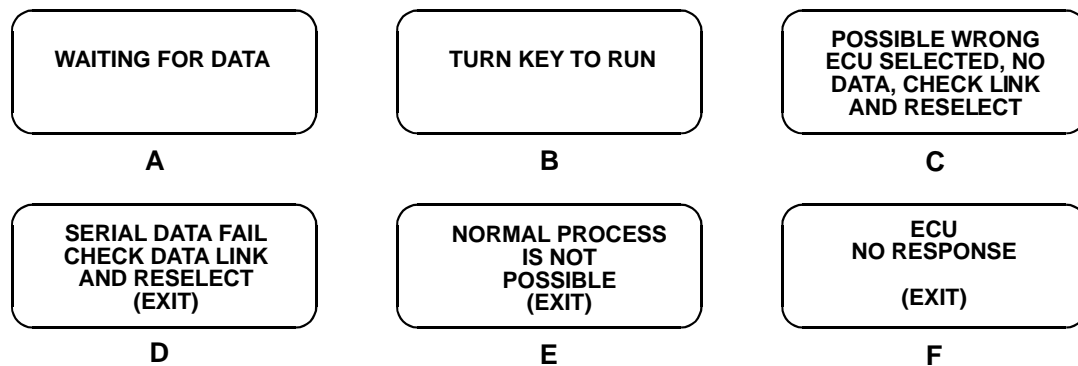 WAITING FOR DATA
A
TURN KEY TO RUN
B
POSSIBLE WRONG
ECU SELECTED, NO
DATA, CHECK LINK
AND RESELECT
C
SERIAL DATA FAIL
CHECK DATA LINK
AND RESELECT
(EXIT)
D
NORMAL PROCESS
IS NOT
POSSIBLE
(EXIT)
E
ECU
NO RESPONSE
(EXIT)
F